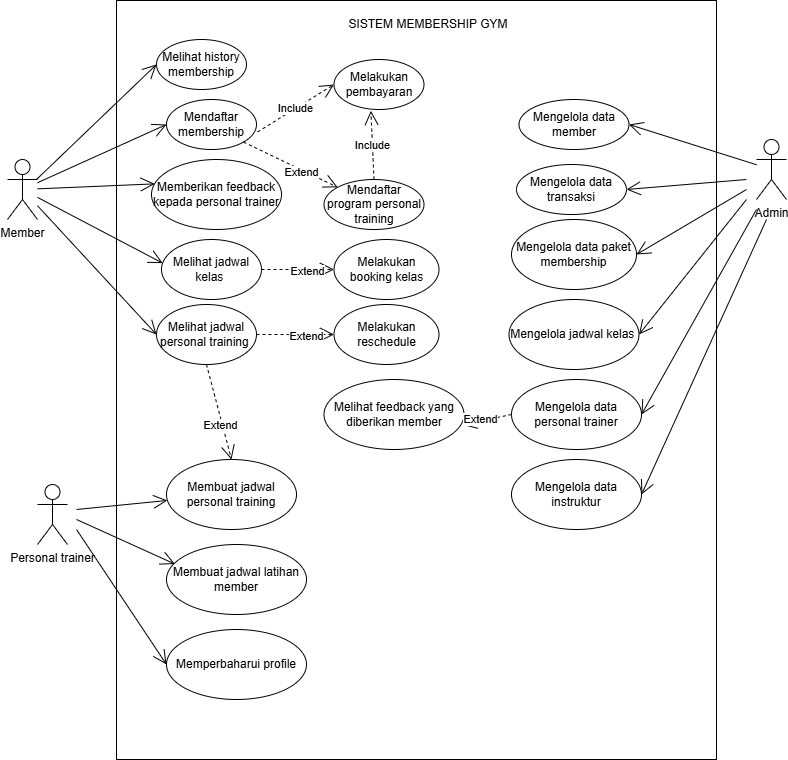 SISTEM MEMBERSHIP GYM
Melihat history
membership
Melakukan
pembayaran
Include
Mendaftar
membership
Mengelola data
member
Include
Extend
Memberikan feedback
kepada personal trainer
Mendaftar
program personal
training
Mengelola data
transaksi
Member
Admin
Melihat jadwal
kelas
Extend
Melakukan
booking kelas
Mengelola data paket
membership
Melihat jadwal
personal training
Extend
Melakukan
reschedule
Mengelola jadwal kelas
Extend
Melihat feedback yang
diberikan member
Extend
Mengelola data
personal trainer
Membuat jadwal
personal training
Mengelola data
instruktur
Personal trainer
Membuat jadwal latihan
member
Memperbaharui profile